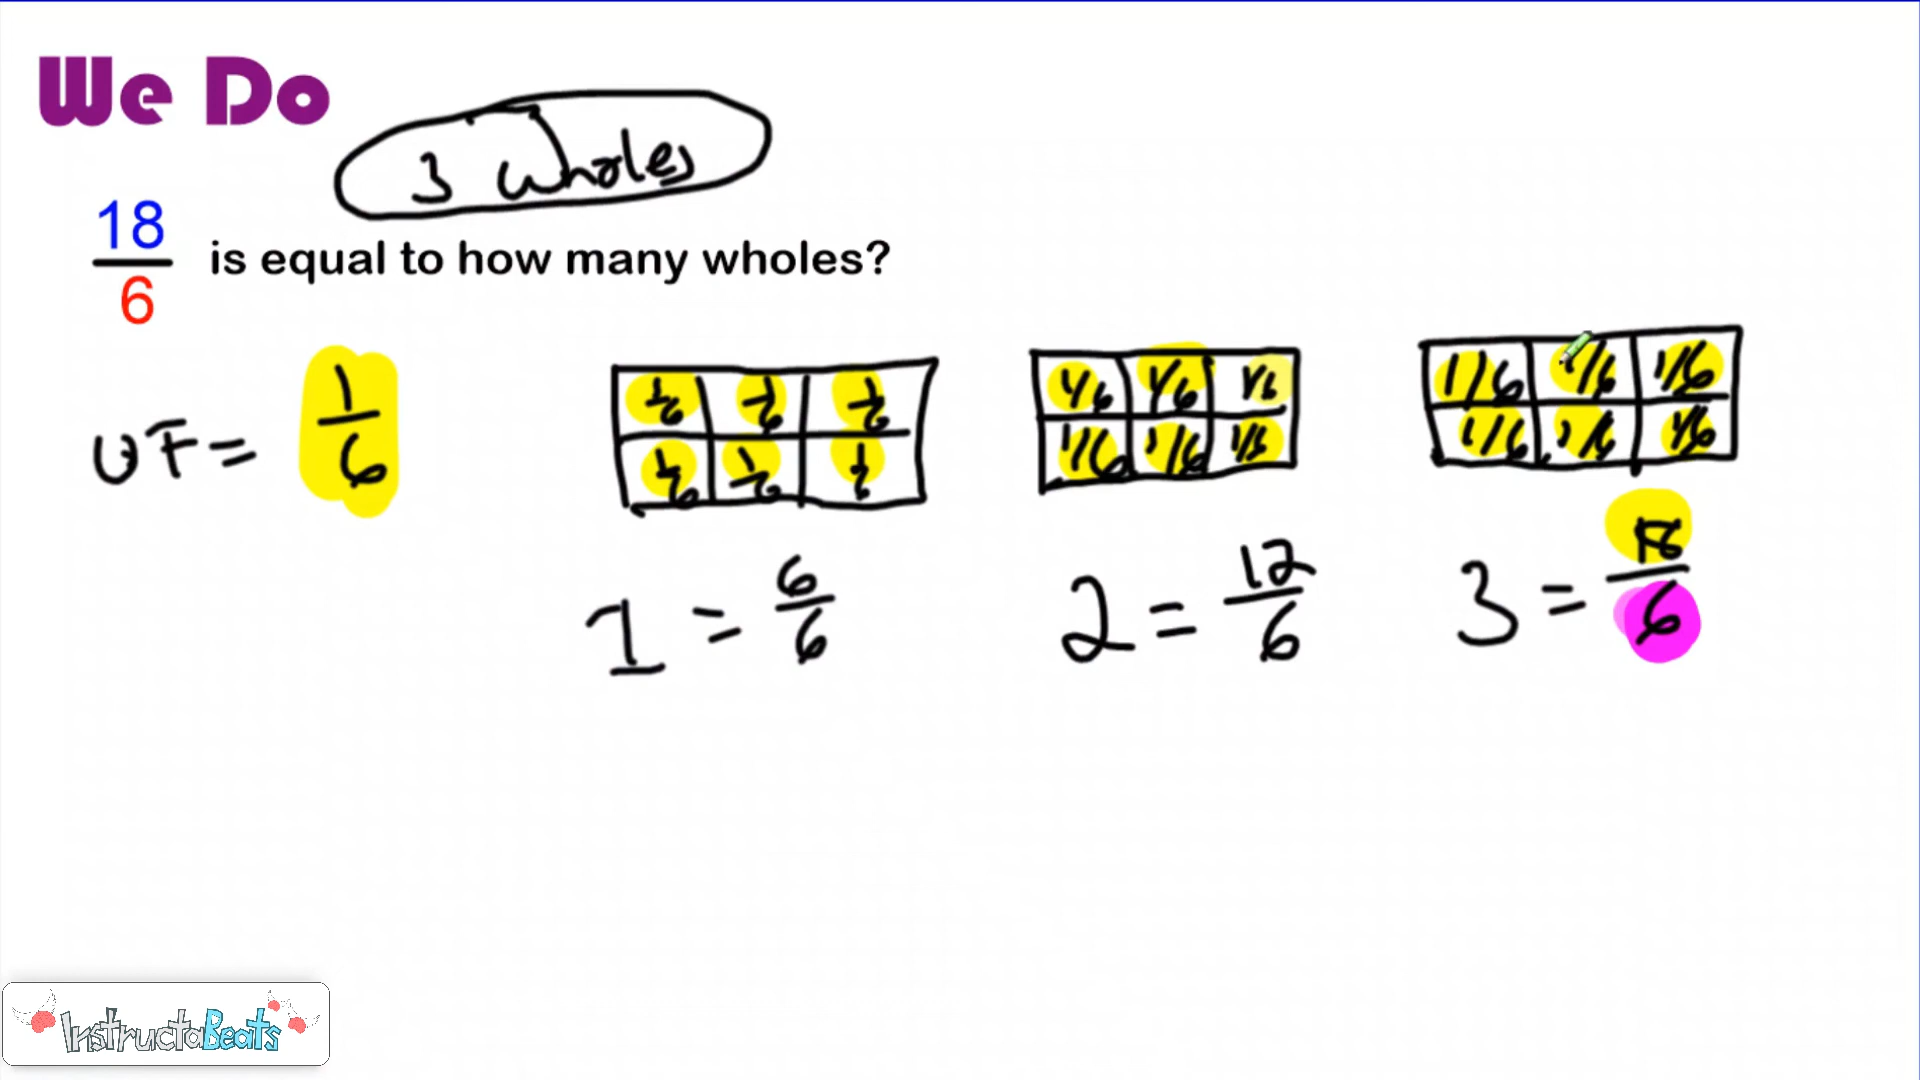 We Do
3 wholes
18
6
is equal to how many wholes?
UF = 1/6
1/6 1/6 1/6
1/6 1/6 1/6
1/6 1/6 1/6
1/6 1/6 1/6
1/6 1/6 1/6
1/6 1/6 1/6
1 = 6/6
2 = 12/6
3 = 18/6
InstructaBeats